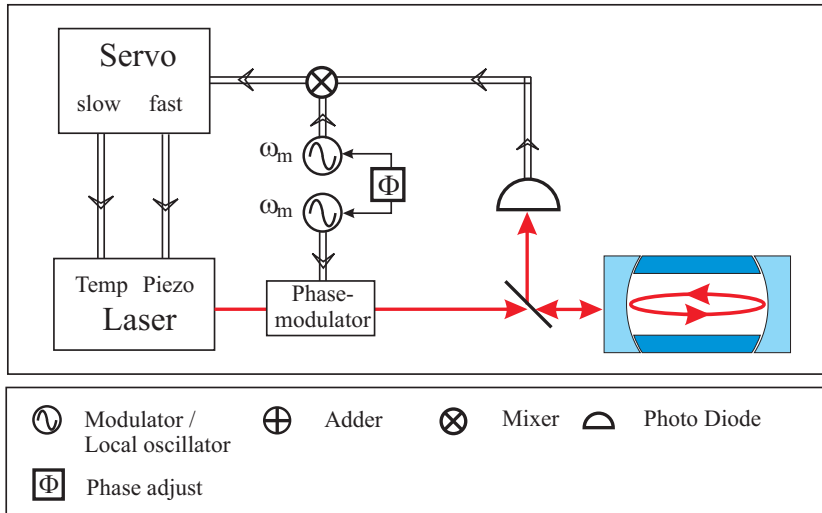 Servo
slow fast
ωm
Φ
ωm
Temp Piezo
Laser
Phase-
modulator
Modulator /
Local oscillator
Adder
Mixer
Photo Diode
Φ
Phase adjust